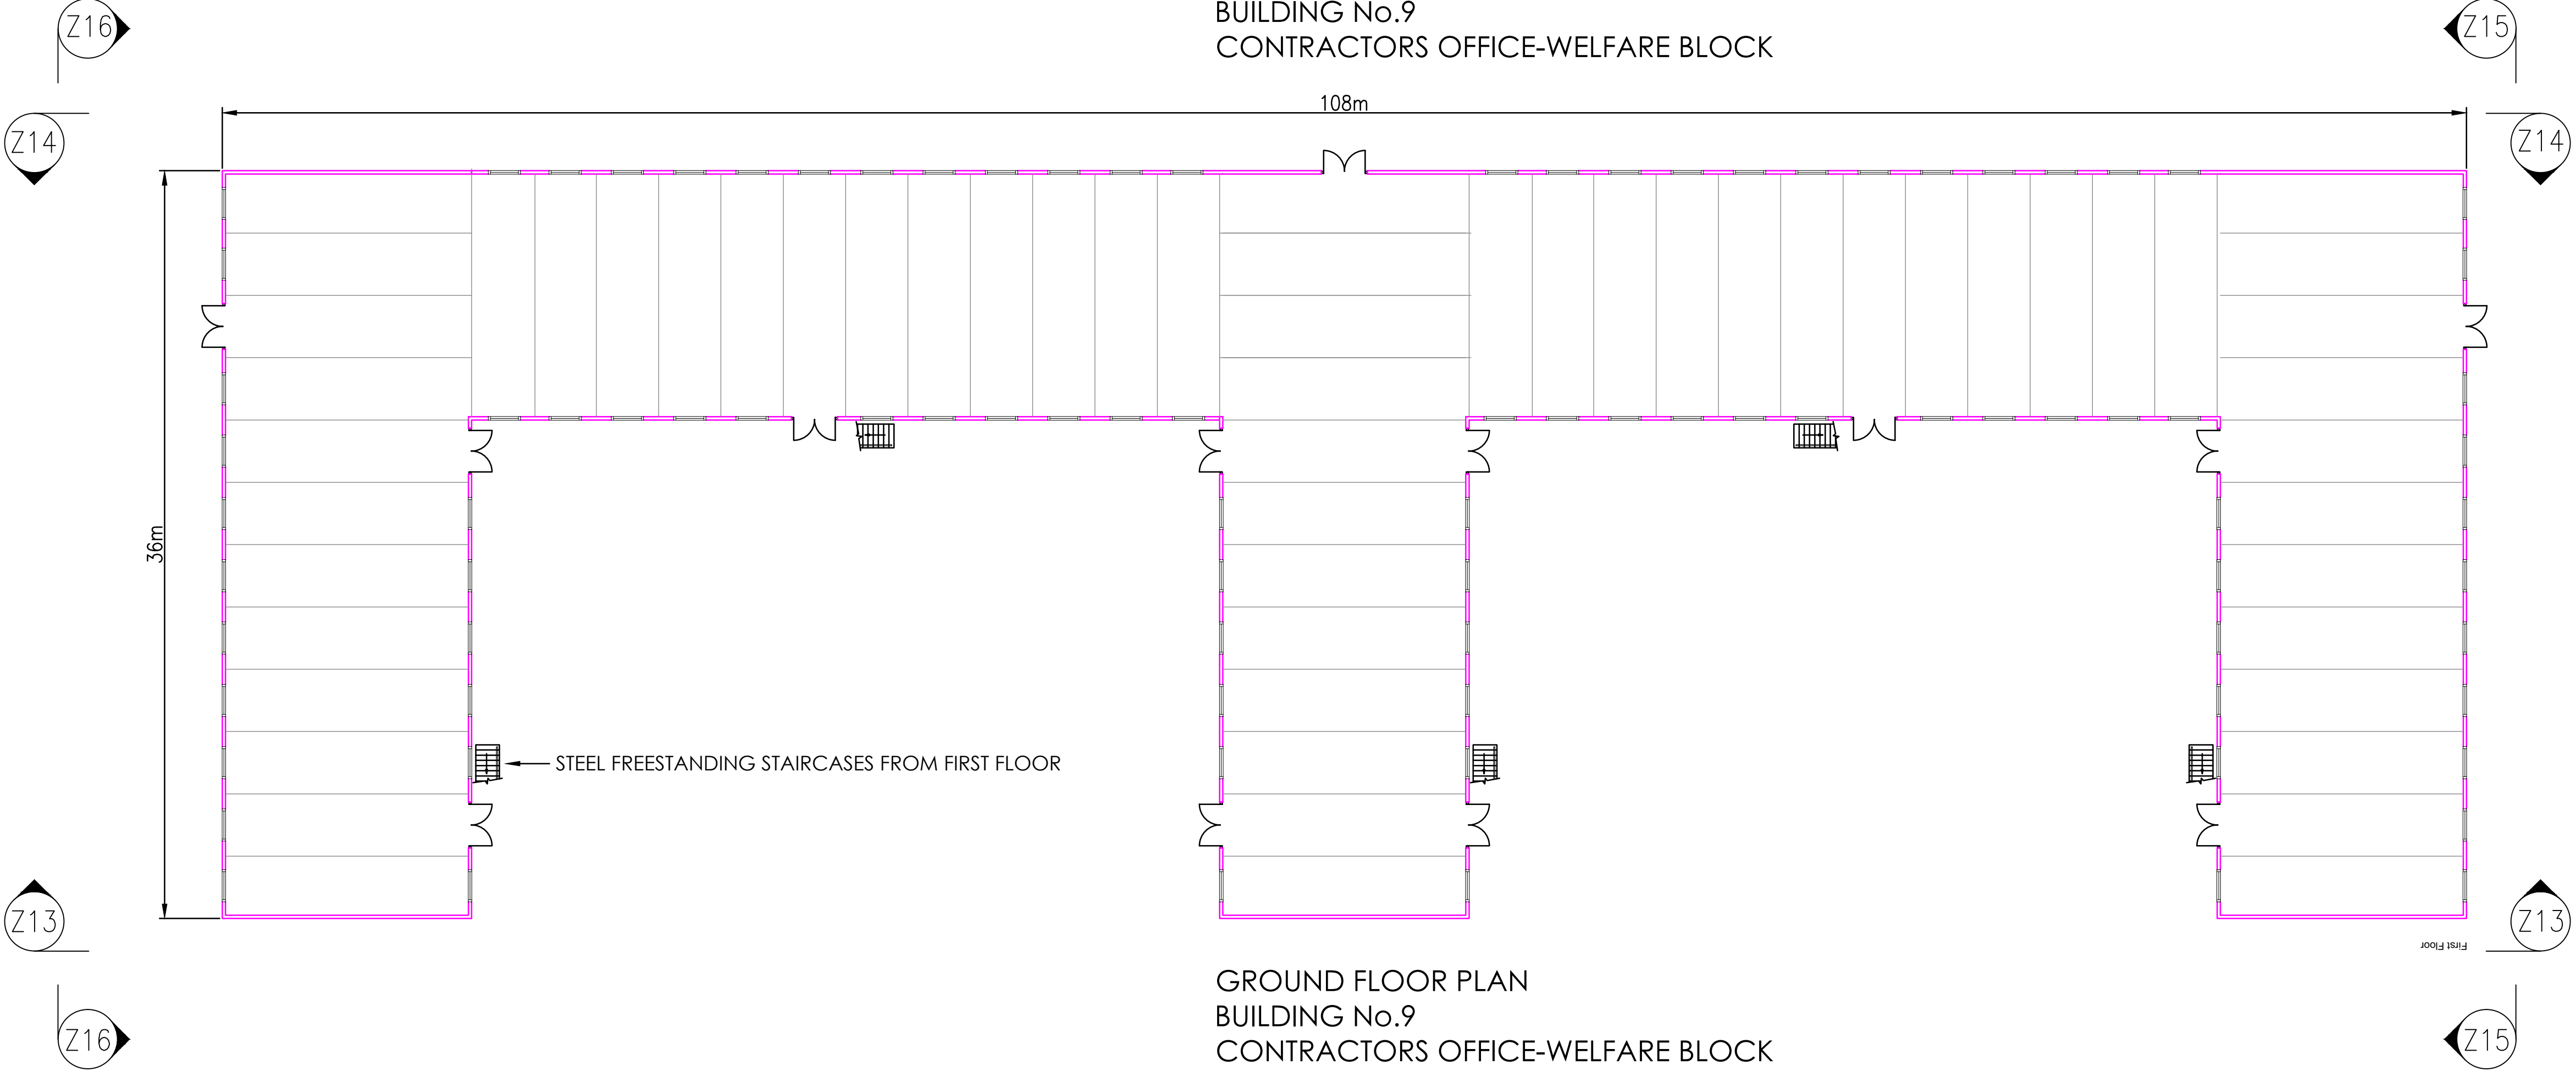 BUILDING No.9
CONTRACTORS OFFICE-WELFARE BLOCK
Z16
Z15
108m
Z14
Z14
36m
STEEL FREESTANDING STAIRCASES FROM FIRST FLOOR
Z13
Z13
First Floor
GROUND FLOOR PLAN
BUILDING No.9
CONTRACTORS OFFICE-WELFARE BLOCK
Z16
Z15